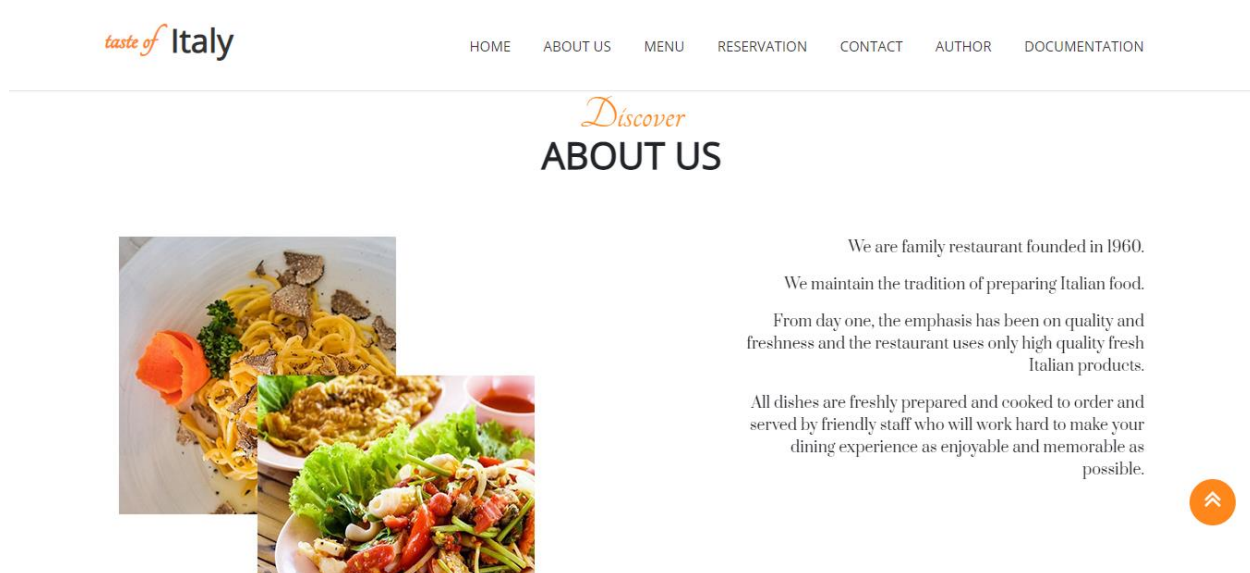 taste of Italy
HOME ABOUT US MENU RESERVATION CONTACT AUTHOR DOCUMENTATION
Discover
ABOUT US
We are family restaurant founded in 1960.
We maintain the tradition of preparing Italian food.
From day one, the emphasis has been on quality and
freshness and the restaurant uses only high quality fresh
Italian products.
All dishes are freshly prepared and cooked to order and
served by friendly staff who will work hard to make your
dining experience as enjoyable and memorable as
possible.